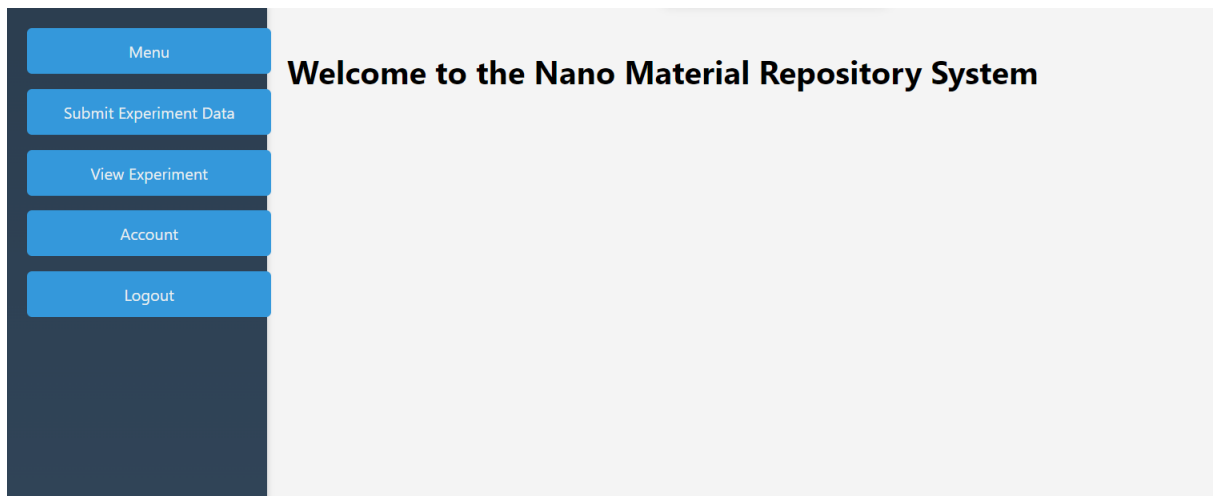 Menu
Submit Experiment Data
View Experiment
Account
Logout
Welcome to the Nano Material Repository System